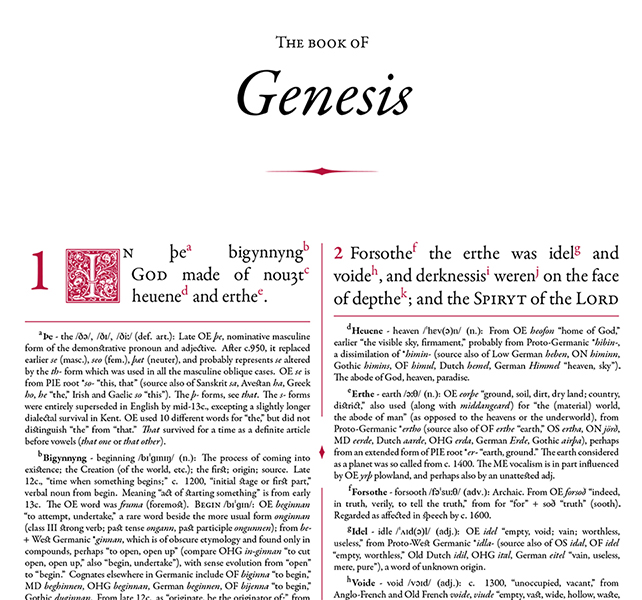 The book of
Genesis
1 In þeᵃ bigynnyngᵇ
God made of nouȝtᶜ
heueneᵈ and ertheᵉ.
ᵃÞe - the /ðə/, /ðɪ/, /ðiː/ (def. art.): Late OE þe, nominative masculine
form of the demonstrative pronoun and adjective. After c.950, it replaced
earlier se (masc.), seo (fem.), þæt (neuter), and probably represents se altered
by the th- form which was used in all the masculine oblique cases. OE se is
from PIE root *so- "this, that" (source also of Sanskrit sa, Avestan ha, Greek
ho, he "the," Irish and Gaelic so "this"). The þ- forms, see that. The s- forms
were entirely superseded in English by mid-13c., excepting a slightly longer
dialectal survival in Kent. OE used 10 different words for "the," but did not
distinguish "the" from "that." That survived for a time as a definite article
before vowels (that one or that other).
ᵇBigynnyng - beginning /bɪˈɡɪnɪŋ/ (n.): The process of coming into
existence; the Creation (of the world, etc.); the first; origin; source. Late
12c., "time when something begins;" c. 1200, "initial stage or first part,"
verbal noun from begin. Meaning "act of starting something" is from early
13c. The OE word was fruma (foremost). Begin /bɪˈɡɪn/: OE beginnan
"to attempt, undertake," a rare word beside the more usual form onginnan
(class III strong verb; past tense ongann, past participle ongunnen); from be-
+ West Germanic *ginnan, which is of obscure etymology and found only in
compounds, perhaps "to open, open up" (compare OHG in-ginnan "to cut
open, open up," also "begin, undertake"), with sense evolution from "open"
to "begin." Cognates elsewhere in Germanic include OF biginna "to begin,"
MD beghinnen, OHG beginnan, German beginnen, OF bijenna "to begin,"
Gothic duginnan. From late 12c. as "originate, be the originator of;" from
2 Forsotheᶠ the erthe was idelᵍ and
voideʰ, and derknessisⁱ werenʲ on the face
of deptheᵏ; and the Spiryt of the Lord
ᵈHeuene - heaven /ˈhɛv(ə)n/ (n.): From OE heofon "home of God,"
earlier "the visible sky, firmament," probably from Proto-Germanic *hibin-,
a dissimilation of *himin- (source also of Low German heben, ON himinn,
Gothic himins, OF himul, Dutch hemel, German Himmel "heaven, sky").
The abode of God, heaven, paradise.
ᵉErthe - earth /əːθ/ (n.): OE eorþe "ground, soil, dirt, dry land; country,
district," also used (along with middangeard) for "the (material) world,
the abode of man" (as opposed to the heavens or the underworld), from
Proto-Germanic *ertho (source also of OF erthe "earth," OS ertha, ON jörð,
MD eerde, Dutch aarde, OHG erda, German Erde, Gothic airþa), perhaps
from an extended form of PIE root *er- "earth, ground." The earth considered
as a planet was so called from c. 1400. The ME vocalism is in part influenced
by OE yrþ plowland, and perhaps also by an unattested adj.
ᶠForsothe - forsooth /fɔːˈsuːθ/ (adv.): Archaic. From OE forsoð "indeed,
in truth, verily, to tell the truth," from for "for" + soð "truth" (sooth).
Regarded as affected in speech by c. 1600.
ᵍIdel - idle /ˈʌɪd(ə)l/ (adj.): OE idel "empty, void; vain; worthless,
useless," from Proto-West Germanic *idla- (source also of OS idal, OF idel
"empty, worthless," Old Dutch idil, OHG ital, German eitel "vain, useless,
mere, pure"), a word of unknown origin.
ʰVoide - void /vɔɪd/ (adj.): c. 1300, "unoccupied, vacant," from
Anglo-French and Old French voide, viude "empty, vast, wide, hollow, waste,